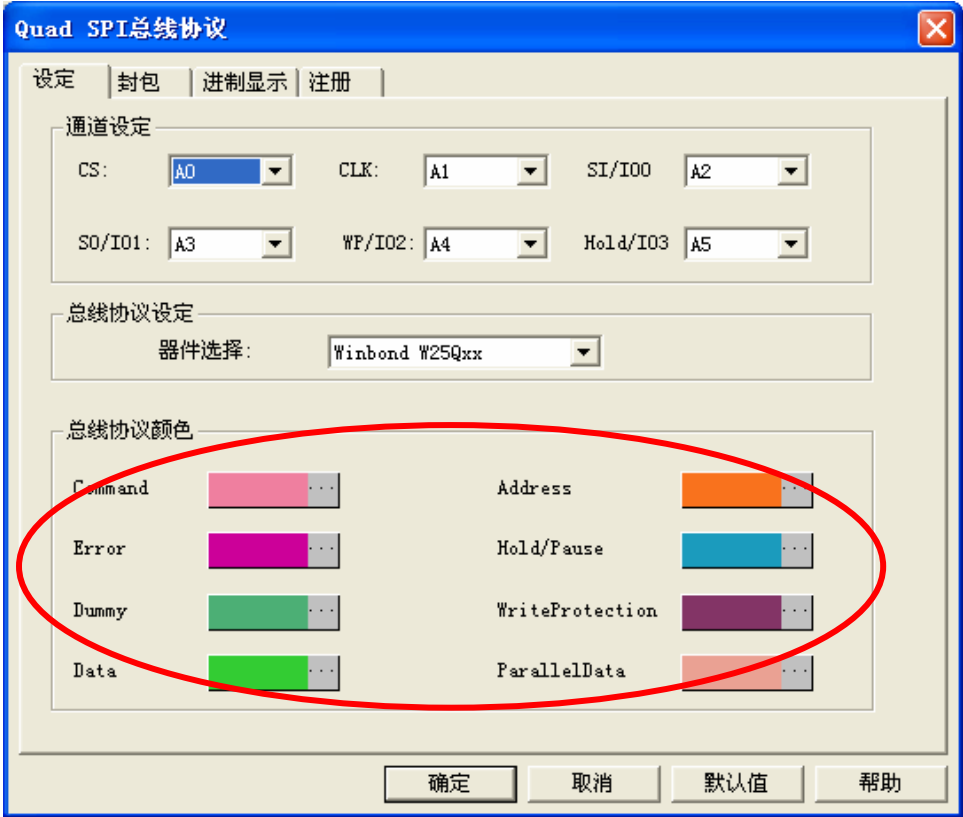 Quad SPI总线协议
设定 封包 进制显示 注册
通道设定
CS: A0 CLK: A1 SI/IO0 A2
SO/IO1: A3 WP/IO2: A4 Hold/IO3 A5
总线协议设定
器件选择: Winbond W25Qxx
总线协议颜色
Command ... Address ...
Error ... Hold/Pause ...
Dummy ... WriteProtection ...
Data ... ParallelData ...
确定 取消 默认值 帮助